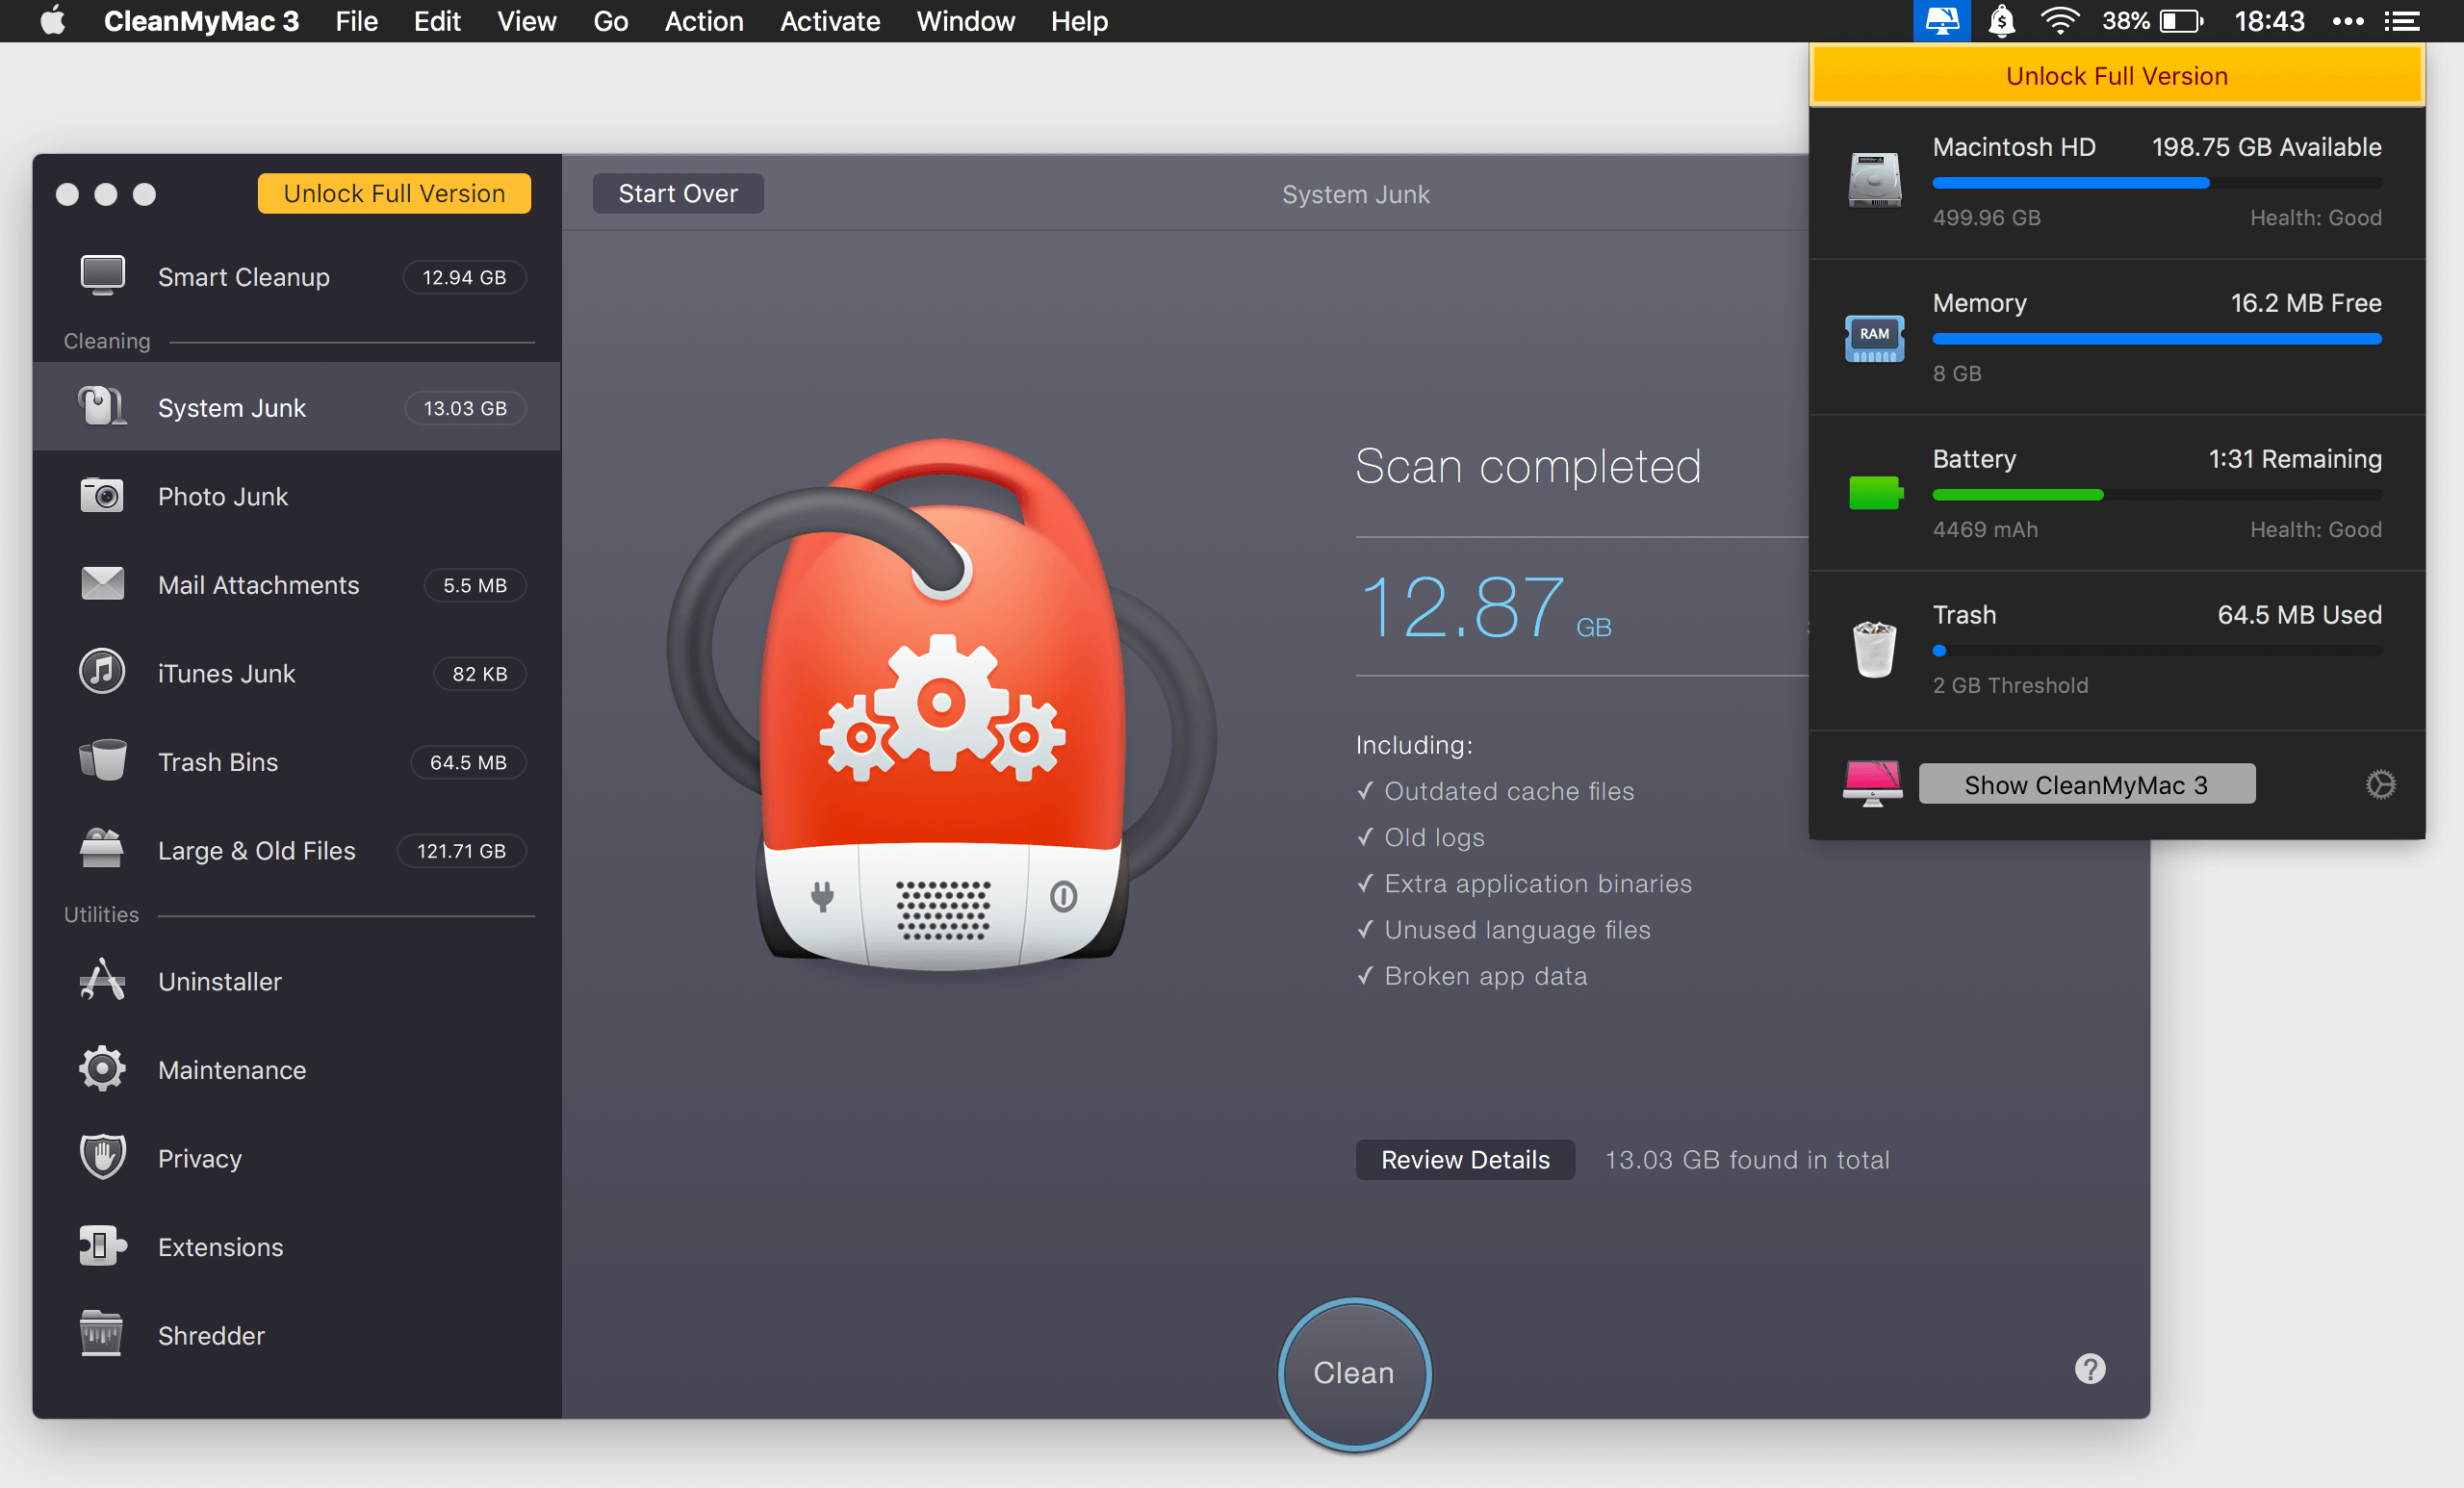 CleanMyMac 3 File Edit View Go Action Activate Window Help 38% 18:43
Unlock Full Version
Smart Cleanup 12.94 GB
Cleaning
System Junk 13.03 GB
Photo Junk
Mail Attachments 5.5 MB
iTunes Junk 82 KB
Trash Bins 64.5 MB
Large & Old Files 121.71 GB
Utilities
Uninstaller
Maintenance
Privacy
Extensions
Shredder
Start Over
System Junk
Scan completed
12.87 GB
Including:
✓ Outdated cache files
✓ Old logs
✓ Extra application binaries
✓ Unused language files
✓ Broken app data
Review Details 13.03 GB found in total
Clean
?
Unlock Full Version
Macintosh HD 198.75 GB Available
499.96 GB Health: Good
RAM
Memory 16.2 MB Free
8 GB
Battery 1:31 Remaining
4469 mAh Health: Good
Trash 64.5 MB Used
2 GB Threshold
Show CleanMyMac 3